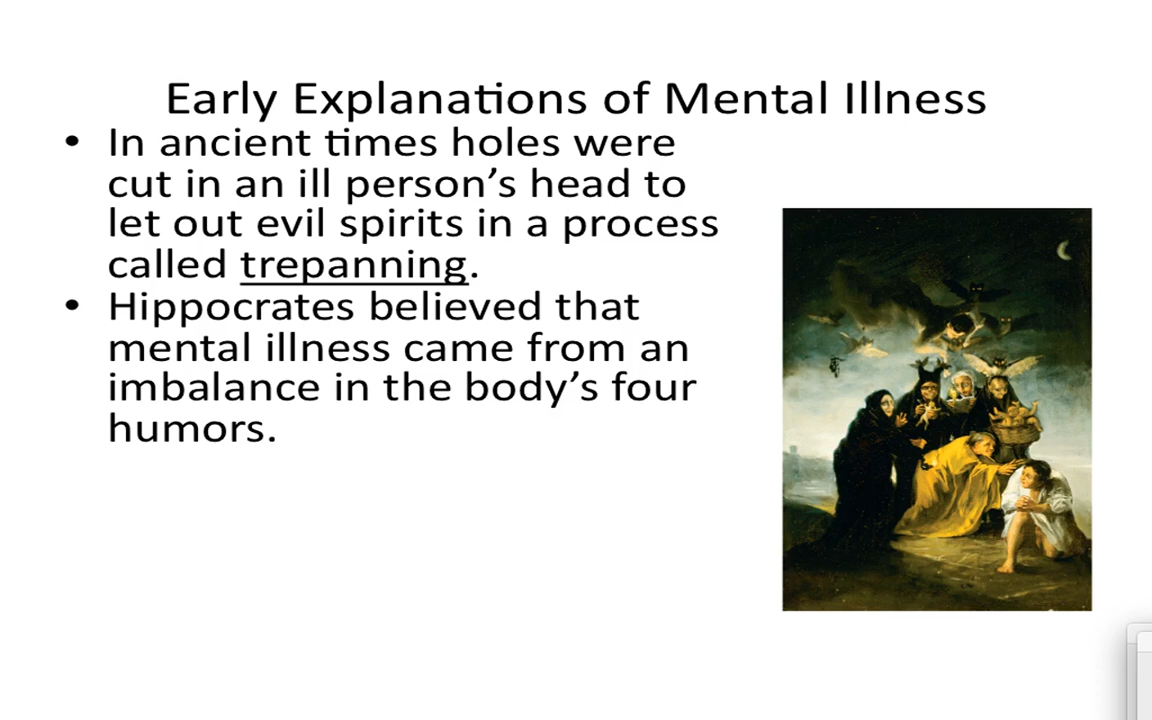 Early Explanations of Mental Illness
• In ancient times holes were
cut in an ill person’s head to
let out evil spirits in a process
called trepanning.
• Hippocrates believed that
mental illness came from an
imbalance in the body’s four
humors.